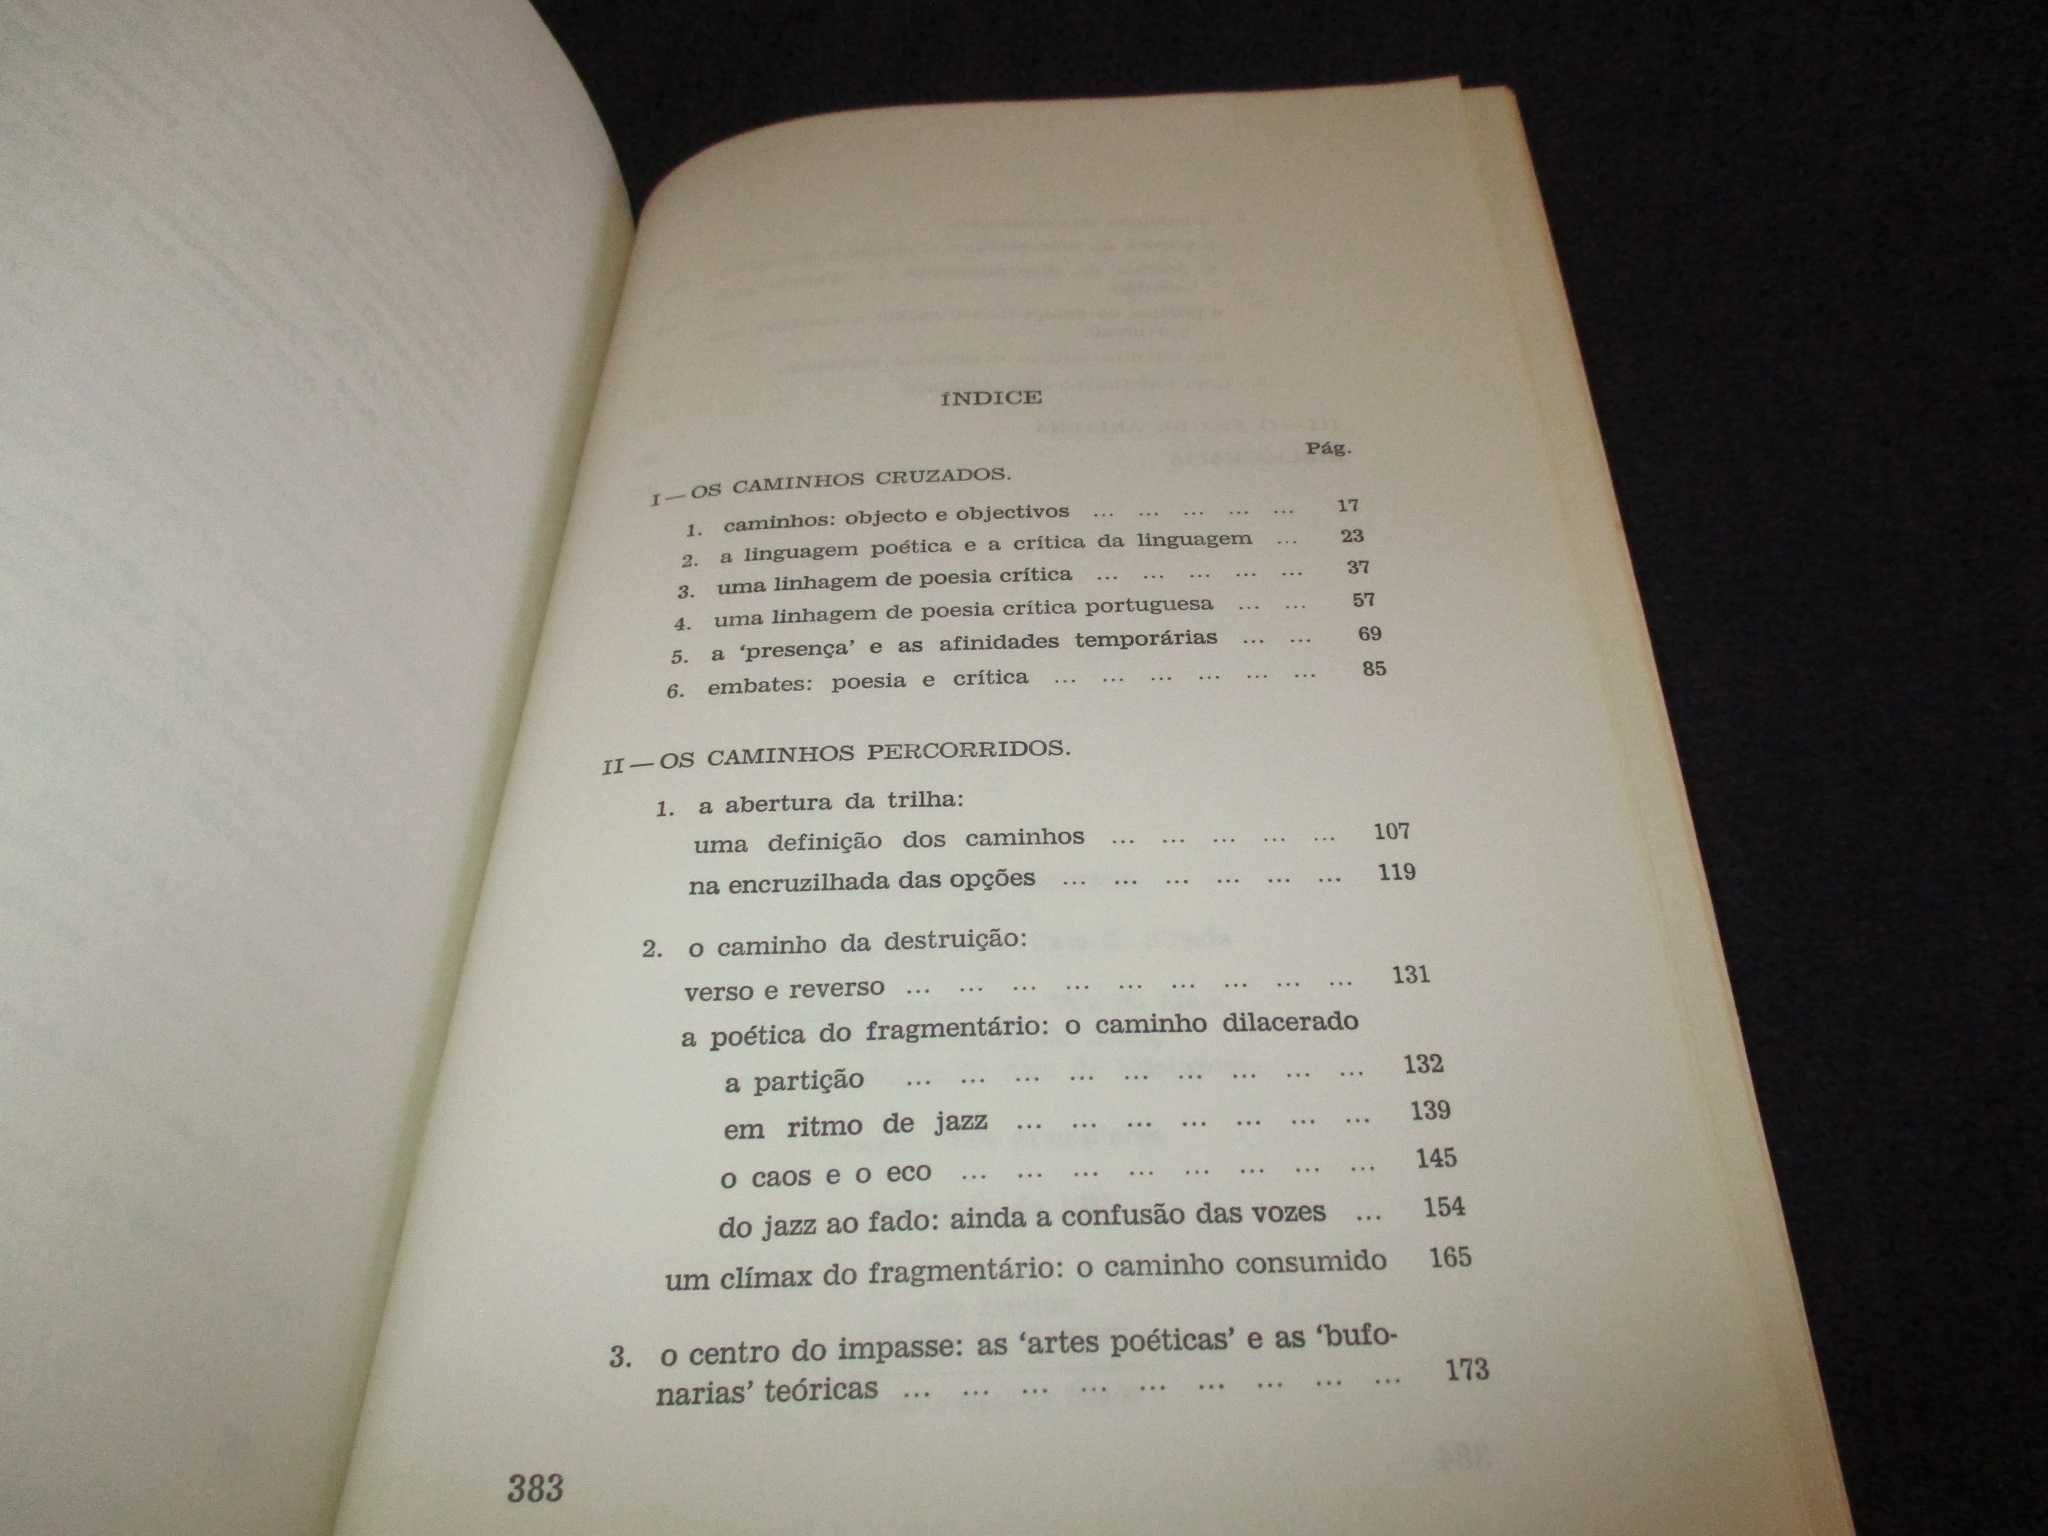 ÍNDICE
Pág.
I — OS CAMINHOS CRUZADOS.
1. caminhos: objecto e objectivos ... ... ... ... ... 17
2. a linguagem poética e a crítica da linguagem ... 23
3. uma linhagem de poesia crítica ... ... ... ... ... 37
4. uma linhagem de poesia crítica portuguesa ... ... 57
5. a ‘presença’ e as afinidades temporárias ... ... 69
6. embates: poesia e crítica ... ... ... ... ... ... 85
II — OS CAMINHOS PERCORRIDOS.
1. a abertura da trilha:
uma definição dos caminhos ... ... ... ... ... 107
na encruzilhada das opções ... ... ... ... ... ... 119
2. o caminho da destruição:
verso e reverso ... ... ... ... ... ... ... ... ... 131
a poética do fragmentário: o caminho dilacerado
a partição ... ... ... ... ... ... ... ... ... 132
em ritmo de jazz ... ... ... ... ... ... ... 139
o caos e o eco ... ... ... ... ... ... ... ... 145
do jazz ao fado: ainda a confusão das vozes ... 154
um clímax do fragmentário: o caminho consumido 165
3. o centro do impasse: as ‘artes poéticas’ e as ‘bufo-
narias’ teóricas ... ... ... ... ... ... ... ... ... 173
383